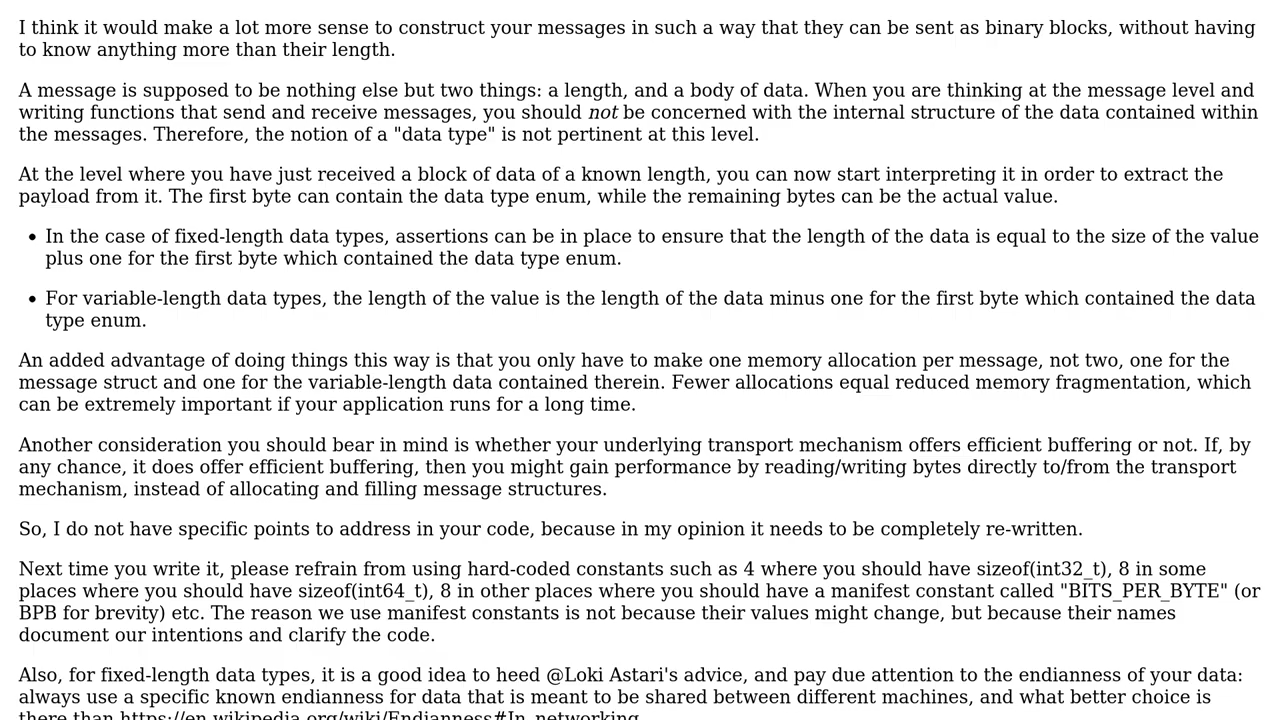 I think it would make a lot more sense to construct your messages in such a way that they can be sent as binary blocks, without having
to know anything more than their length.
A message is supposed to be nothing else but two things: a length, and a body of data. When you are thinking at the message level and
writing functions that send and receive messages, you should not be concerned with the internal structure of the data contained within
the messages. Therefore, the notion of a "data type" is not pertinent at this level.
At the level where you have just received a block of data of a known length, you can now start interpreting it in order to extract the
payload from it. The first byte can contain the data type enum, while the remaining bytes can be the actual value.
• In the case of fixed-length data types, assertions can be in place to ensure that the length of the data is equal to the size of the value
plus one for the first byte which contained the data type enum.
• For variable-length data types, the length of the value is the length of the data minus one for the first byte which contained the data
type enum.
An added advantage of doing things this way is that you only have to make one memory allocation per message, not two, one for the
message struct and one for the variable-length data contained therein. Fewer allocations equal reduced memory fragmentation, which
can be extremely important if your application runs for a long time.
Another consideration you should bear in mind is whether your underlying transport mechanism offers efficient buffering or not. If, by
any chance, it does offer efficient buffering, then you might gain performance by reading/writing bytes directly to/from the transport
mechanism, instead of allocating and filling message structures.
So, I do not have specific points to address in your code, because in my opinion it needs to be completely re-written.
Next time you write it, please refrain from using hard-coded constants such as 4 where you should have sizeof(int32_t), 8 in some
places where you should have sizeof(int64_t), 8 in other places where you should have a manifest constant called "BITS_PER_BYTE" (or
BPB for brevity) etc. The reason we use manifest constants is not because their values might change, but because their names
document our intentions and clarify the code.
Also, for fixed-length data types, it is a good idea to heed @Loki Astari's advice, and pay due attention to the endianness of your data:
always use a specific known endianness for data that is meant to be shared between different machines, and what better choice is
there than https://en.wikipedia.org/wiki/Endianness#In_networking